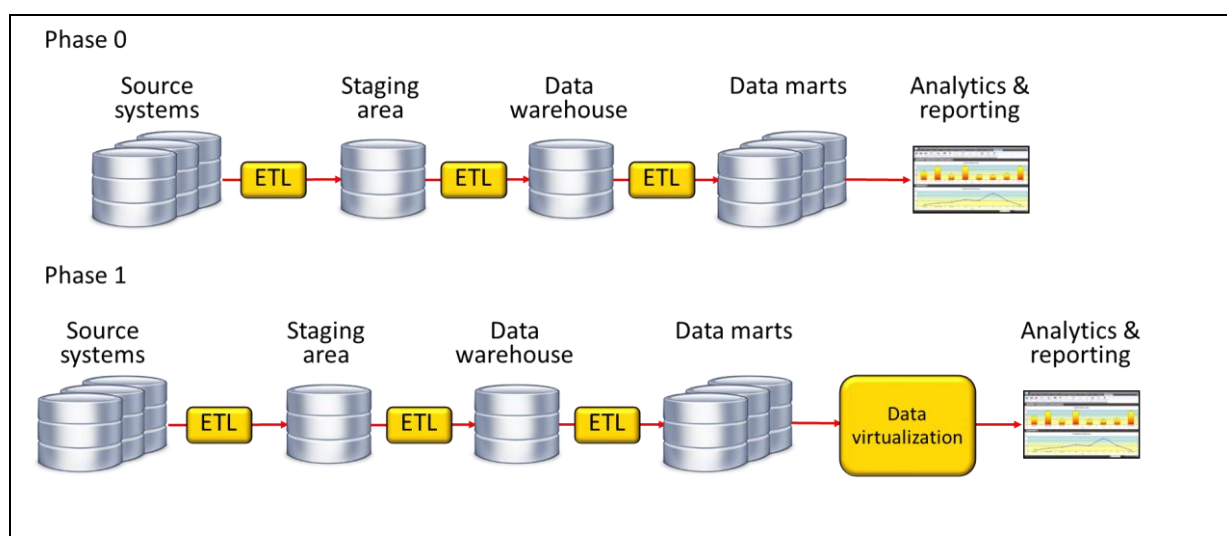 Phase 0
Source
systems
Staging
area
Data
warehouse
Data marts
Analytics &
reporting
ETL
ETL
ETL
Phase 1
Source
systems
Staging
area
Data
warehouse
Data marts
Analytics &
reporting
ETL
ETL
ETL
Data
virtualization